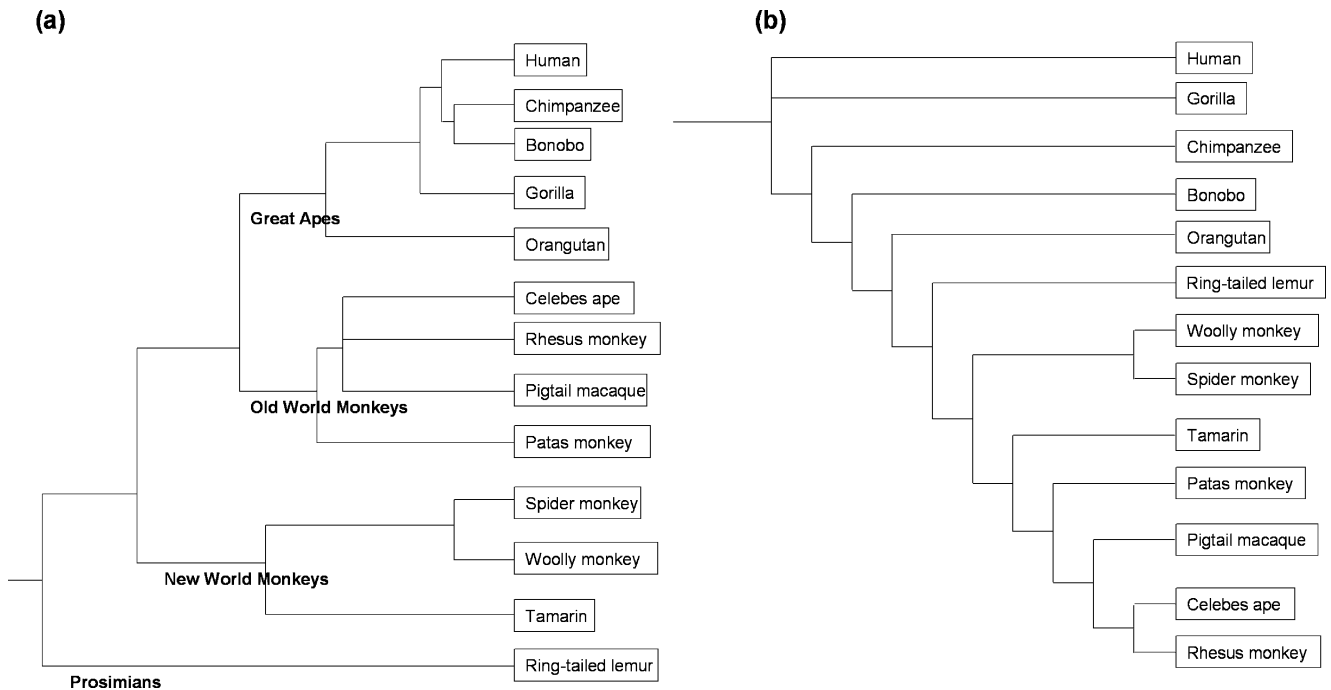 (a)
Human
Chimpanzee
Bonobo
Gorilla
Great Apes
Orangutan
Celebes ape
Rhesus monkey
Pigtail macaque
Old World Monkeys
Patas monkey
Spider monkey
Woolly monkey
New World Monkeys
Tamarin
Ring-tailed lemur
Prosimians
(b)
Human
Gorilla
Chimpanzee
Bonobo
Orangutan
Ring-tailed lemur
Woolly monkey
Spider monkey
Tamarin
Patas monkey
Pigtail macaque
Celebes ape
Rhesus monkey